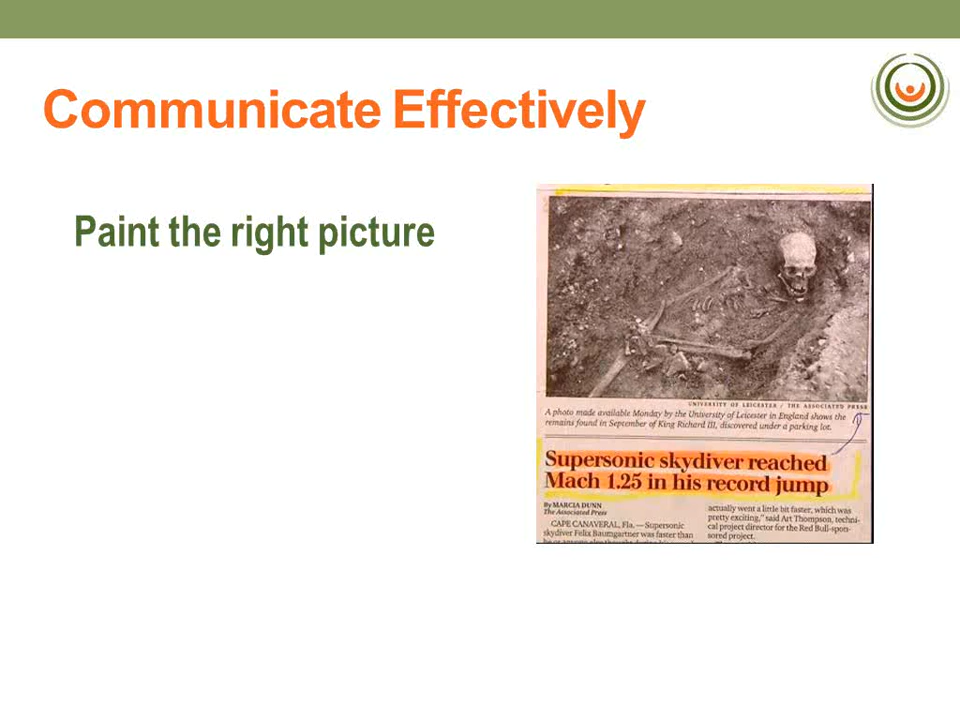 Communicate Effectively
Paint the right picture
UNIVERSITY OF LEICESTER / THE ASSOCIATED PRESS
A photo made available Monday by the University of Leicester in England shows the
remains found in September of King Richard III, discovered under a parking lot.
Supersonic skydiver reached
Mach 1.25 in his record jump
By MARCIA DUNN
The Associated Press
CAPE CANAVERAL, Fla. — Supersonic
skydiver Felix Baumgartner was faster than
actually went a little bit faster, which was
pretty exciting," said Art Thompson, techni-
cal project director for the Red Bull-spon-
sored project.